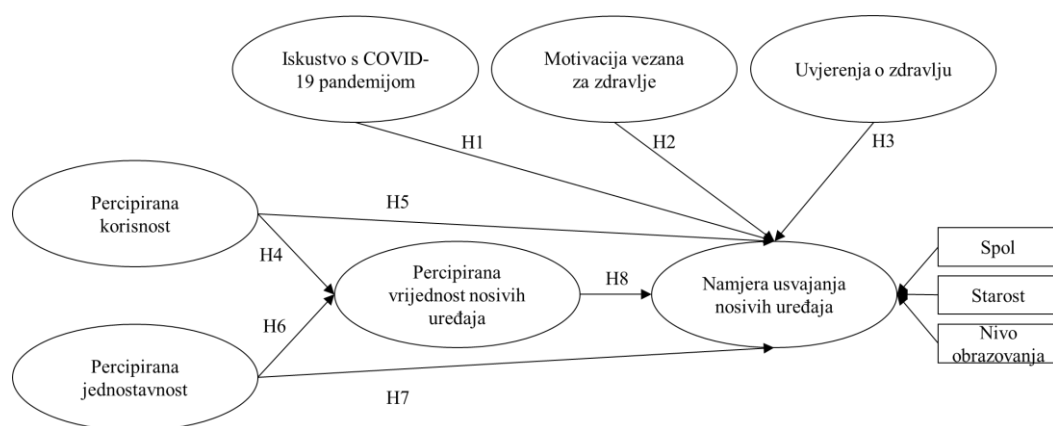 Iskustvo s COVID-
19 pandemijom
Motivacija vezana
za zdravlje
Uvjerenja o zdravlju
H1
H2
H3
Percipirana
korisnost
H5
H4
Percipirana
vrijednost nosivih
uređaja
H8
Namjera usvajanja
nosivih uređaja
Spol
Starost
Nivo
obrazovanja
H6
Percipirana
jednostavnost
H7